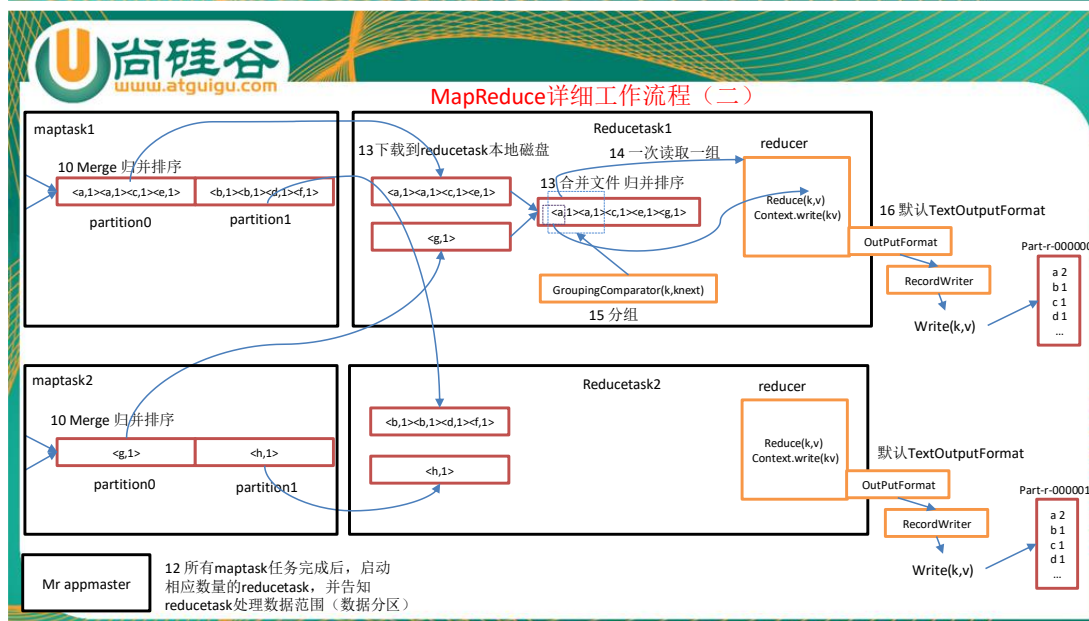 尚硅谷
www.atguigu.com
MapReduce详细工作流程（二）
maptask1
10 Merge 归并排序
<a,1><a,1><c,1><e,1>
<b,1><b,1><d,1><f,1>
partition0
partition1
Reducetask1
13下载到reducetask本地磁盘
14 一次读取一组
<a,1><a,1><c,1><e,1>
13 合并文件 归并排序
<a,1><a,1><c,1><e,1><g,1>
<g,1>
GroupingComparator(k,knext)
15 分组
reducer
Reduce(k,v)
Context.write(kv)
16 默认TextOutputFormat
OutPutFormat
RecordWriter
Write(k,v)
Part-r-000000
a 2
b 1
c 1
d 1
...
maptask2
10 Merge 归并排序
<g,1>
<h,1>
partition0
partition1
Reducetask2
<b,1><b,1><d,1><f,1>
<h,1>
reducer
Reduce(k,v)
Context.write(kv)
默认TextOutputFormat
OutPutFormat
RecordWriter
Write(k,v)
Part-r-000001
a 2
b 1
c 1
d 1
...
Mr appmaster
12 所有maptask任务完成后，启动
相应数量的reducetask，并告知
reducetask处理数据范围（数据分区）